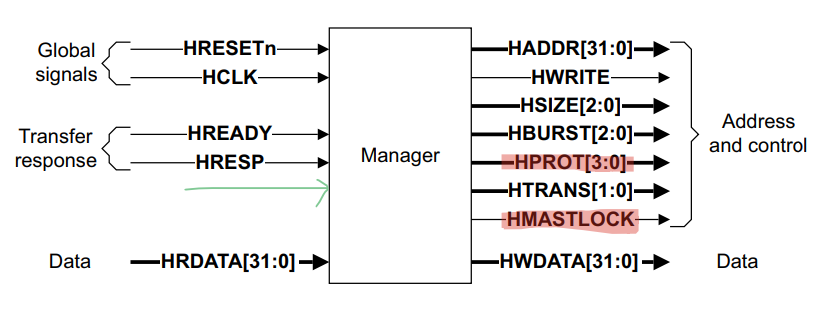 Global
signals
HRESETn
HCLK
Transfer
response
HREADY
HRESP
Data
HRDATA[31:0]
Manager
HADDR[31:0]
HWRITE
HSIZE[2:0]
HBURST[2:0]
HPROT[3:0]
HTRANS[1:0]
HMASTLOCK
Address
and control
HWDATA[31:0]
Data